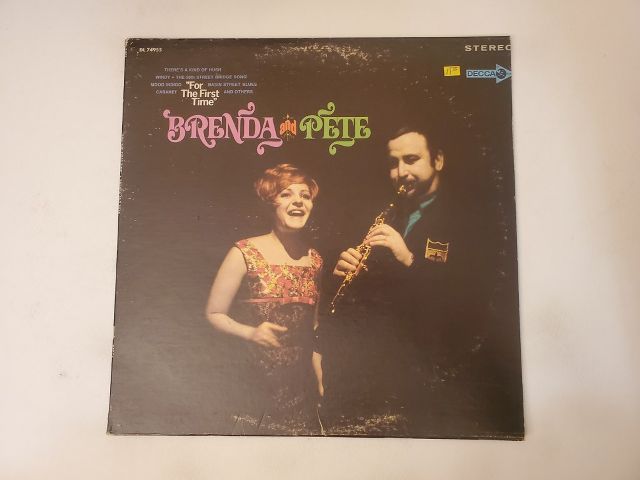 DL 74955
STEREO
DECCA
THERE'S A KIND OF HUSH
WINDY • THE 59th STREET BRIDGE SONG
MOOD INDIGO BASIN STREET BLUES
CABARET AND OTHERS
"For
The First
Time"
BRENDA and PETE